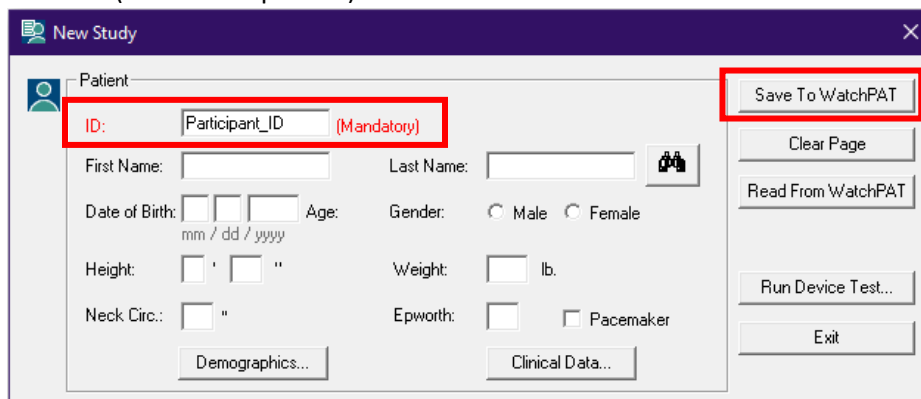 New Study
Patient
ID: Participant_ID (Mandatory)
Save To WatchPAT
Clear Page
First Name: Last Name:
Read From WatchPAT
Date of Birth: Age: Gender: Male Female
mm / dd / yyyy
Height: ' " Weight: lb.
Run Device Test...
Neck Circ.: " Epworth: Pacemaker
Exit
Demographics... Clinical Data...